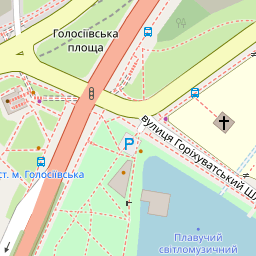 Голосіївська
площа
вулиця Горіхуватський Шл
ст. м. Голосіївська
P
Плавучий
світломузичний